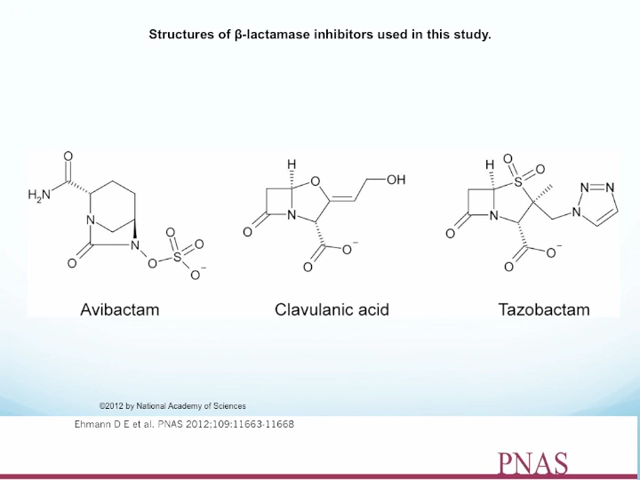 Structures of β-lactamase inhibitors used in this study.
O
H₂N
N
O
N
O
S
O
O
O⁻
H
O
OH
N
O
O
O⁻
H
O
O
S
N
O
N
N=N
O
O⁻
Avibactam
Clavulanic acid
Tazobactam
©2012 by National Academy of Sciences
Ehmann D E et al. PNAS 2012;109:11663-11668
PNAS